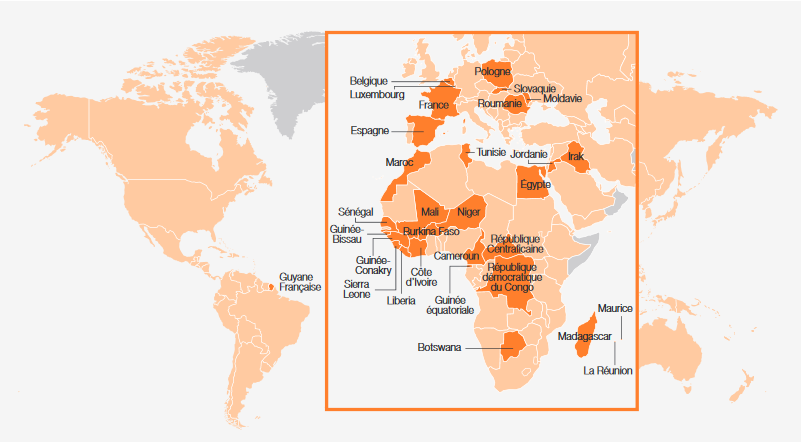 Pologne
Belgique
Slovaquie
Luxembourg
Moldavie
France
Roumanie
Espagne
Tunisie
Jordanie
Irak
Maroc
Egypte
Sénégal
Mali
Niger
Guinée-
Bissau
Burkina Faso
République
Centraficaine
Cameroun
Guinée-
Conakry
République
démocratique
du Congo
Côte
d'Ivoire
Guyane
Française
Sierra
Leone
Liberia
Guinée
équatoriale
Maurice
Madagascar
Botswana
La Réunion